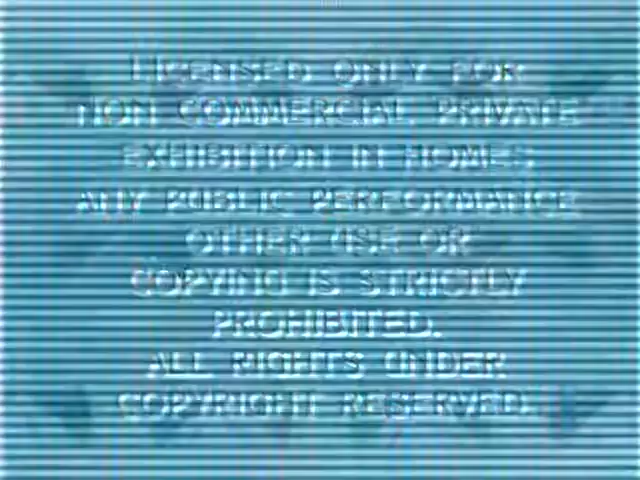 LICENSED ONLY FOR
NON COMMERCIAL PRIVATE
EXHIBITION IN HOMES.
ANY PUBLIC PERFORMANCE
OTHER USE OR
COPYING IS STRICTLY
PROHIBITED.
ALL RIGHTS UNDER
COPYRIGHT RESERVED.